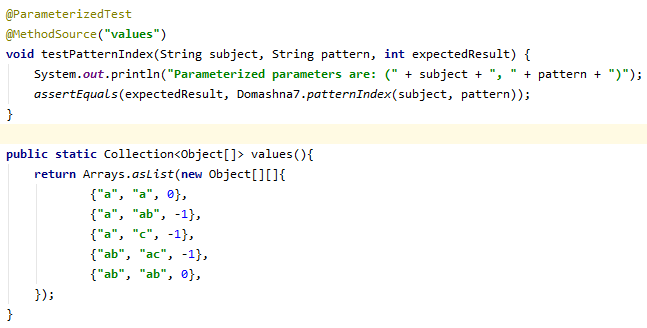 @ParameterizedTest
@MethodSource("values")
void testPatternIndex(String subject, String pattern, int expectedResult) {
System.out.println("Parameterized parameters are: (" + subject + ", " + pattern + ")");
assertEquals(expectedResult, Domashna7.patternIndex(subject, pattern));
}
public static Collection<Object[]> values(){
return Arrays.asList(new Object[][]{
{"a", "a", 0},
{"a", "ab", -1},
{"a", "c", -1},
{"ab", "ac", -1},
{"ab", "ab", 0},
});
}